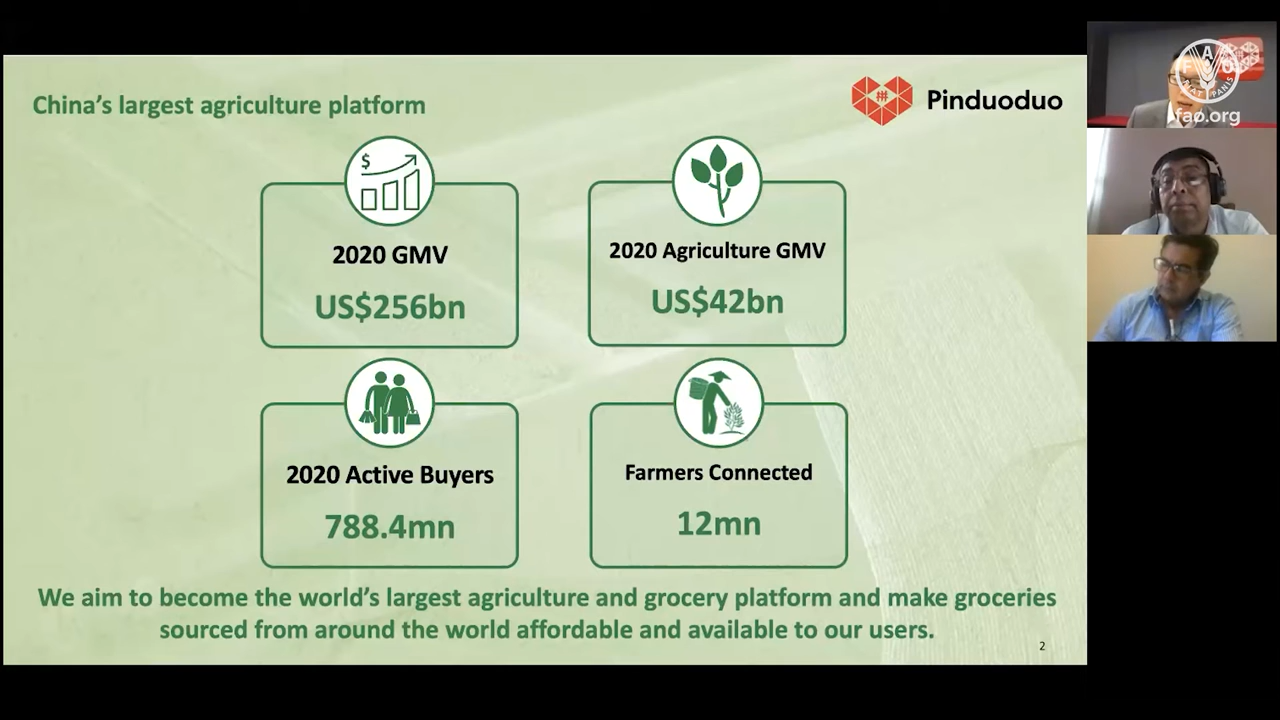 China's largest agriculture platform
Pinduoduo
$
2020 GMV
US$256bn
2020 Agriculture GMV
US$42bn
2020 Active Buyers
788.4mn
Farmers Connected
12mn
We aim to become the world's largest agriculture and grocery platform and make groceries
sourced from around the world affordable and available to our users.
2
F A O
FIAT PANIS
fao.org